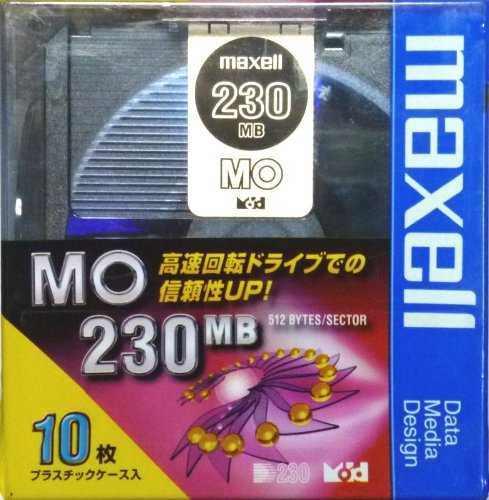 maxell
230
MB
MO
MOd
maxell
Data
Media
Design
MO
高速回転ドライブでの
信頼性UP!
230MB
512 BYTES/SECTOR
10枚
プラスチックケース入
230
MOd